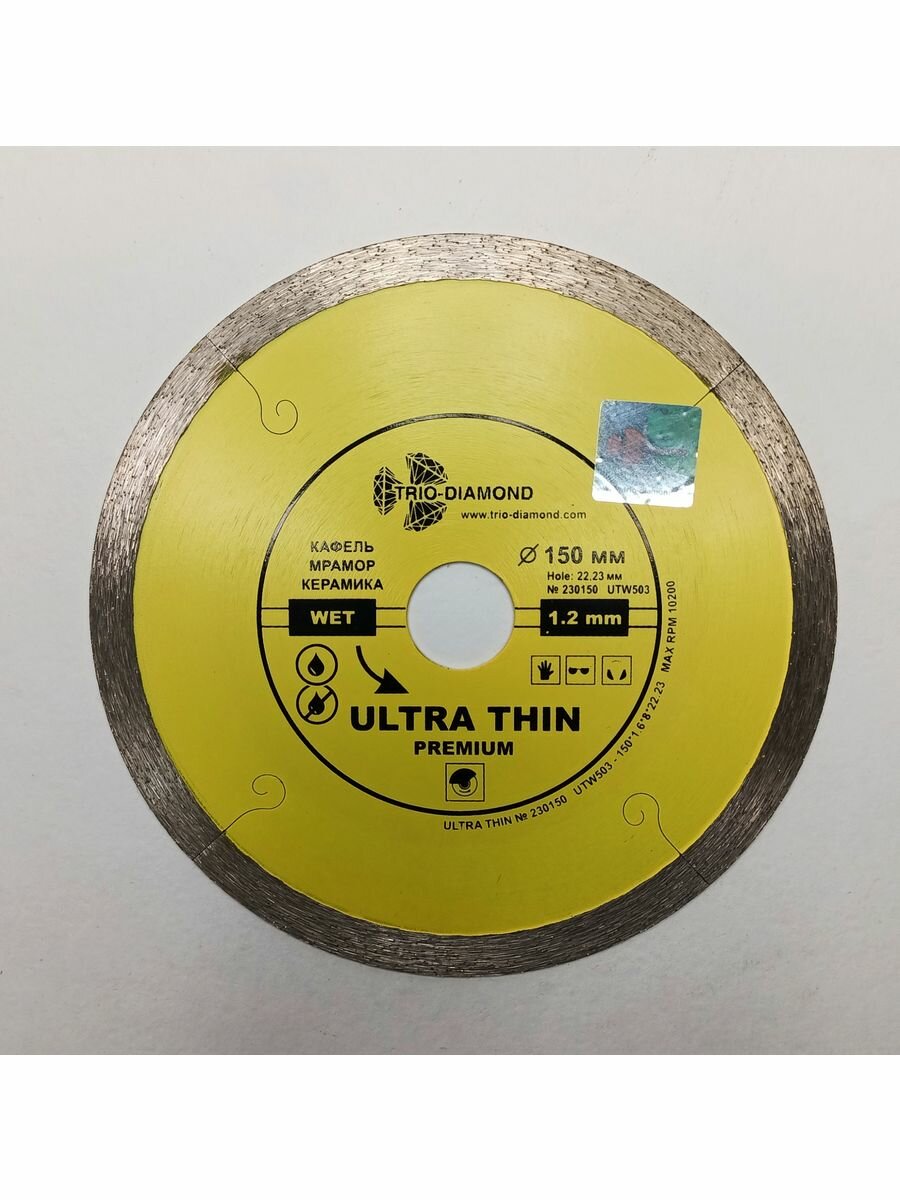 TRIO-DIAMOND
www.trio-diamond.com
КАФЕЛЬ
МРАМОР
КЕРАМИКА
WET
Ø 150 мм
Hole: 22,23 мм
№ 230150 UTW503
1.2 mm
ULTRA THIN
PREMIUM
ULTRA THIN № 230150 UTW503 - 150*1.6*8*22.23 MAX RPM 10200